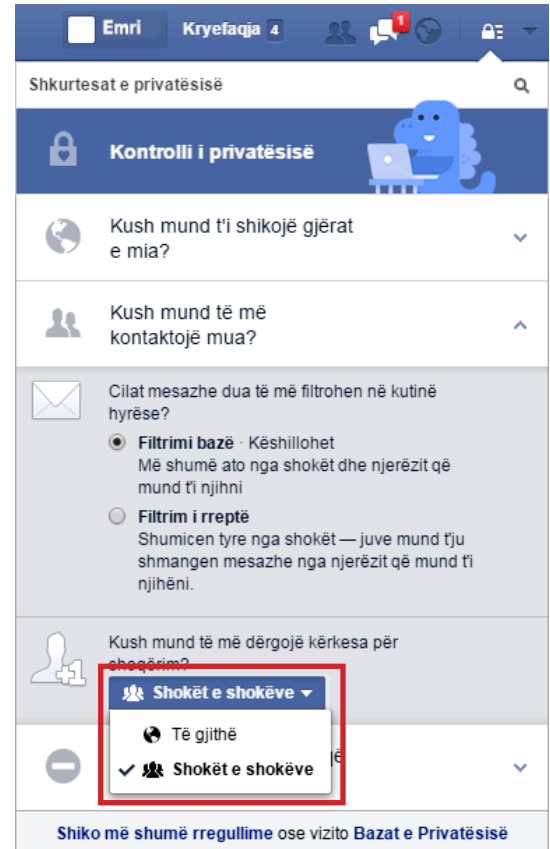 Emri Kryefaqja 4 1
Shkurtesat e privatësisë
Kontrolli i privatësisë
Kush mund t'i shikojë gjërat
e mia?
Kush mund të më
kontaktojë mua?
Cilat mesazhe dua të më filtrohen në kutinë
hyrëse?
Filtrimi bazë · Këshillohet
Më shumë ato nga shokët dhe njerëzit që
mund t'i njihni
Filtrim i rreptë
Shumicen tyre nga shokët — juve mund t'ju
shmangen mesazhe nga njerëzit që mund t'i
njihëni.
+1
Kush mund të më dërgojë kërkesa për
shoqërim?
Shokët e shokëve
Të gjithë
Shokët e shokëve
Shiko më shumë rregullime ose vizito Bazat e Privatësisë